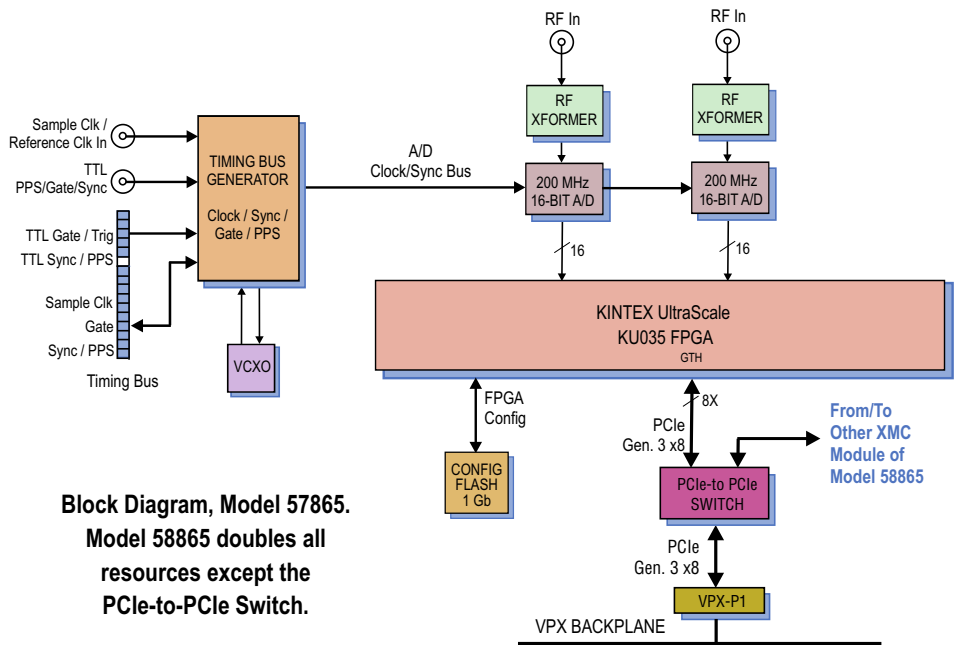 RF In
RF In
RF
XFORMER
RF
XFORMER
Sample Clk /
Reference Clk In
TTL
PPS/Gate/Sync
TIMING BUS
GENERATOR
Clock / Sync /
Gate / PPS
A/D
Clock/Sync Bus
200 MHz
16-BIT A/D
200 MHz
16-BIT A/D
TTL Gate / Trig
TTL Sync / PPS
Sample Clk
Gate
Sync / PPS
Timing Bus
VCXO
16
16
KINTEX UltraScale
KU035 FPGA
GTH
FPGA
Config
CONFIG
FLASH
1 Gb
8X
PCIe
Gen. 3 x8
From/To
Other XMC
Module of
Model 58865
PCIe-to PCIe
SWITCH
PCIe
Gen. 3 x8
VPX-P1
VPX BACKPLANE
Block Diagram, Model 57865.
Model 58865 doubles all
resources except the
PCIe-to-PCIe Switch.